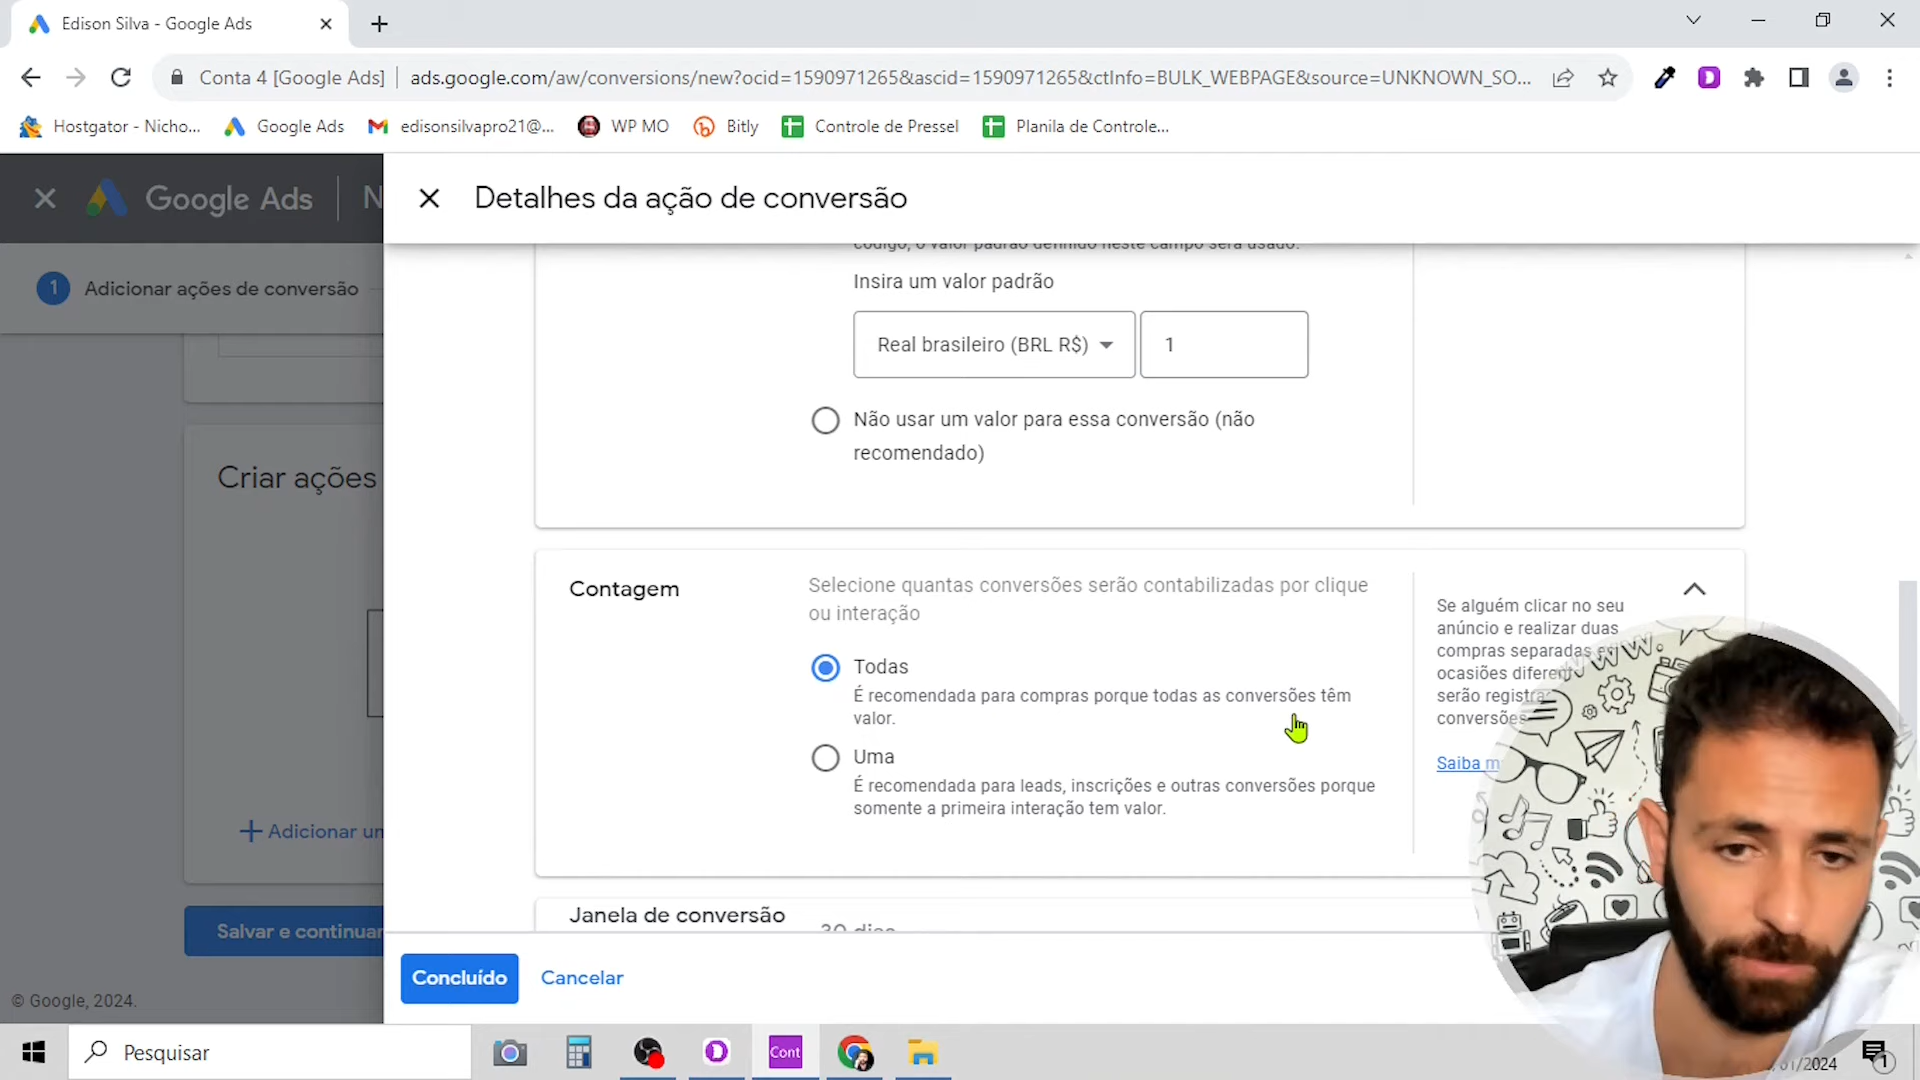 Edison Silva - Google Ads
Conta 4 [Google Ads]
ads.google.com/aw/conversions/new?ocid=1590971265&ascid=1590971265&ctInfo=BULK_WEBPAGE&source=UNKNOWN_SO...
Hostgator - Nicho...
Google Ads
edisonsilvapro21@...
WP MO
Bitly
Controle de Pressel
Planila de Controle...
Google Ads
N
Detalhes da ação de conversão
1
Adicionar ações de conversão
código, o valor padrão definido neste campo será usado.
Insira um valor padrão
Real brasileiro (BRL R$)
1
Não usar um valor para essa conversão (não
recomendado)
Criar ações
Contagem
Selecione quantas conversões serão contabilizadas por clique
ou interação
Todas
É recomendada para compras porque todas as conversões têm
valor.
Uma
É recomendada para leads, inscrições e outras conversões porque
somente a primeira interação tem valor.
Se alguém clicar no seu
anúncio e realizar duas
compras separadas
ocasiões
serão
conversões
Saiba
www.
Adicionar
Janela de conversão
30 dias
Salvar e continuar
Concluído
Cancelar
© Google, 2024.
Pesquisar
Cont
/2024
1